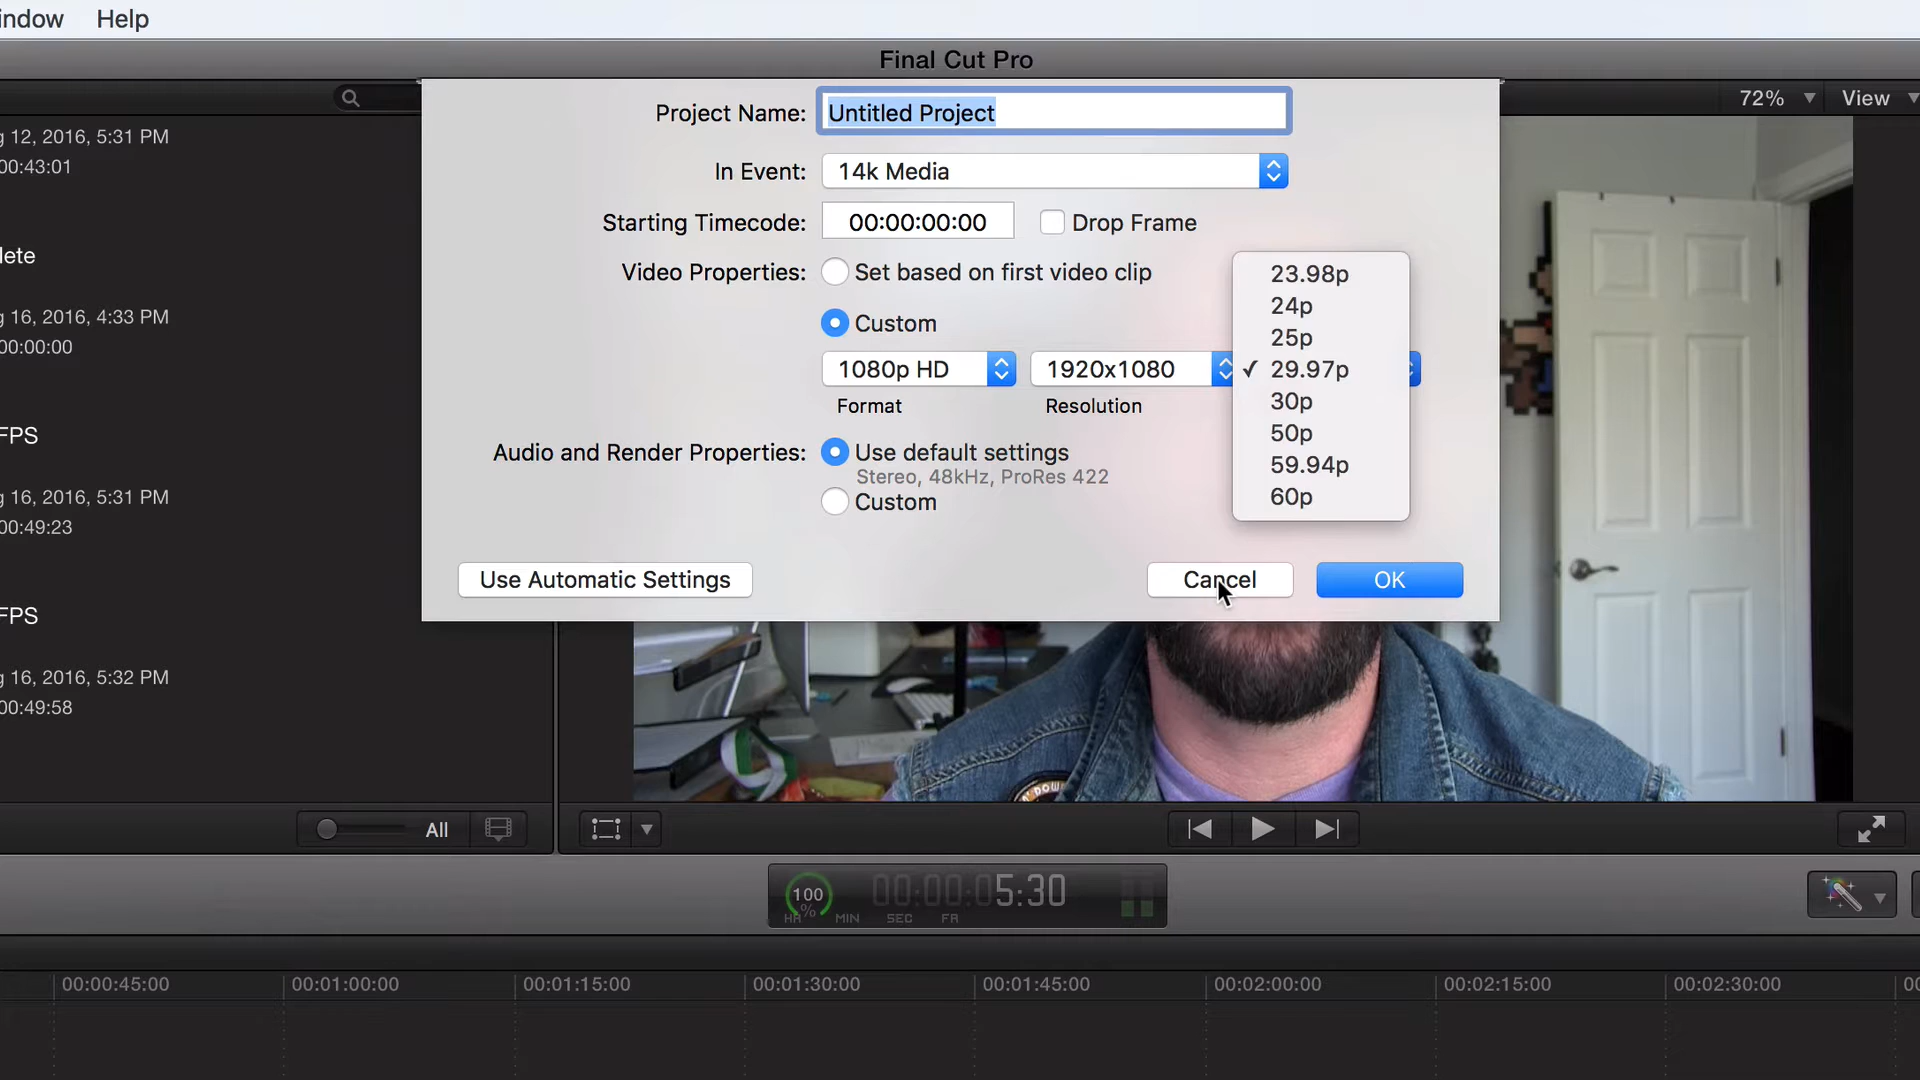 indow Help
Final Cut Pro
72% View
Project Name: Untitled Project
In Event: 14k Media
Starting Timecode: 00:00:00:00 Drop Frame
Video Properties: Set based on first video clip
Custom
1080p HD 1920x1080
Format Resolution
23.98p
24p
25p
✓ 29.97p
30p
50p
59.94p
60p
Audio and Render Properties: Use default settings
Stereo, 48kHz, ProRes 422
Custom
Use Automatic Settings Cancel OK
g 12, 2016, 5:31 PM
00:43:01
lete
g 16, 2016, 4:33 PM
00:00:00
FPS
g 16, 2016, 5:31 PM
00:49:23
FPS
g 16, 2016, 5:32 PM
00:49:58
All
100 % 00:00:05:30
HR MIN SEC FR
00:00:45:00 00:01:00:00 00:01:15:00 00:01:30:00 00:01:45:00 00:02:00:00 00:02:15:00 00:02:30:00 00